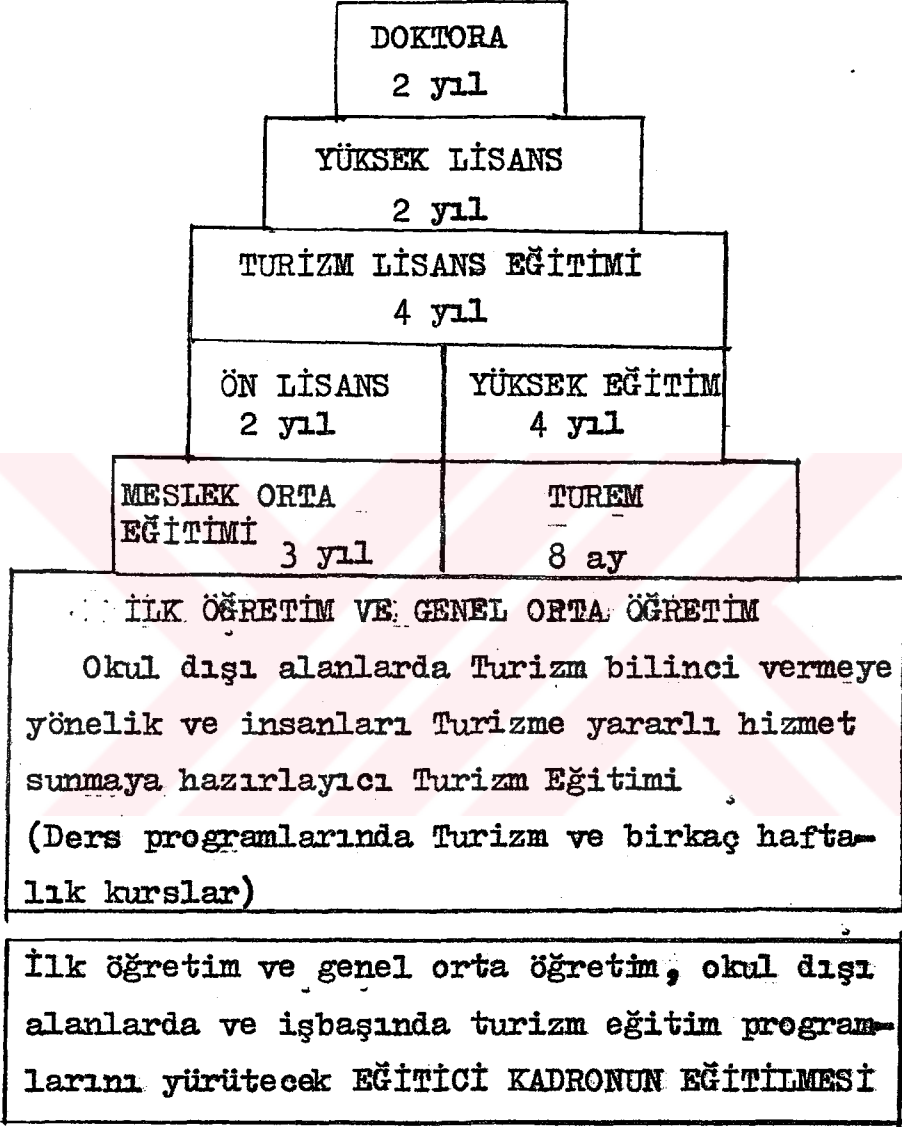 DOKTORA
2 yıl
YÜKSEK LİSANS
2 yıl
TURİZM LİSANS EĞİTİMİ
4 yıl
ÖN LİSANS
2 yıl
YÜKSEK EĞİTİM
4 yıl
MESLEK ORTA
EĞİTİMİ
3 yıl
TUREM
8 ay
İLK ÖĞRETİM VE GENEL ORTA ÖĞRETİM
Okul dışı alanlarda Turizm bilinci vermeye
yönelik ve insanları Turizme yararlı hizmet
sunmaya hazırlayıcı Turizm Eğitimi
(Ders programlarında Turizm ve birkaç hafta-
lık kurslar)
İlk öğretim ve genel orta öğretim, okul dışı
alanlarda ve işbaşında turizm eğitim program-
larını yürütecek EĞİTİCİ KADRONUN EĞİTİLMESİ